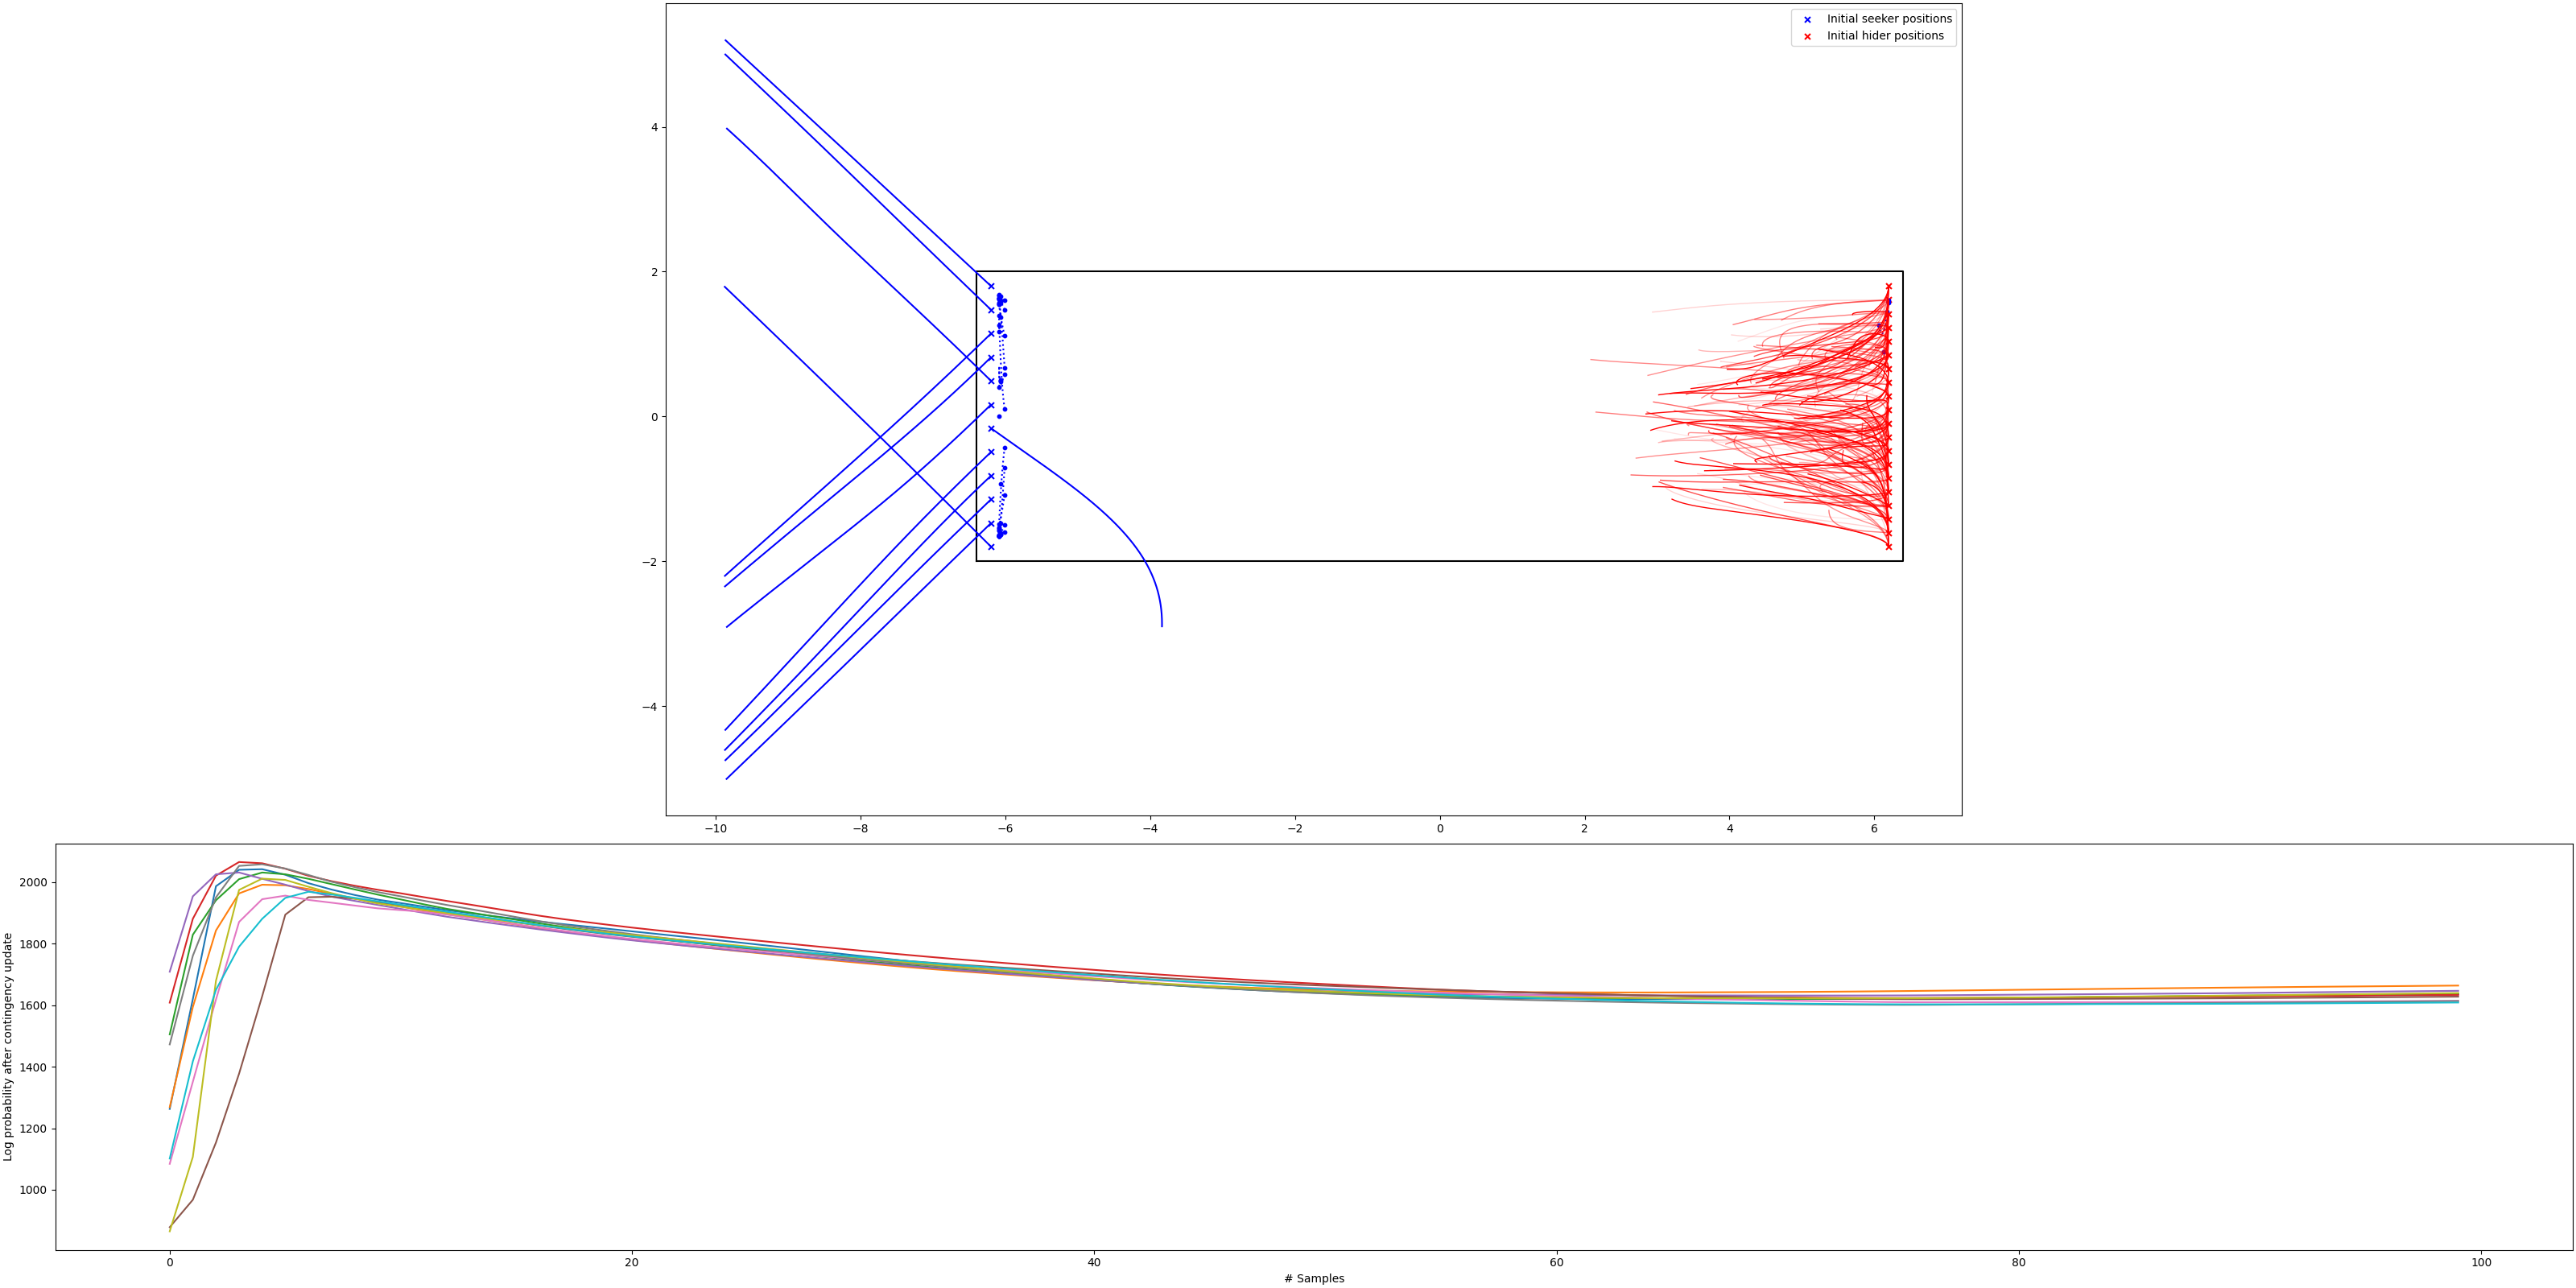 Initial seeker positions
Initial hider positions
4
2
0
−2
−4
−10 −8 −6 −4 −2 0 2 4 6
Log probability after contingency update
2000
1800
1600
1400
1200
1000
0 20 40 60 80 100
# Samples